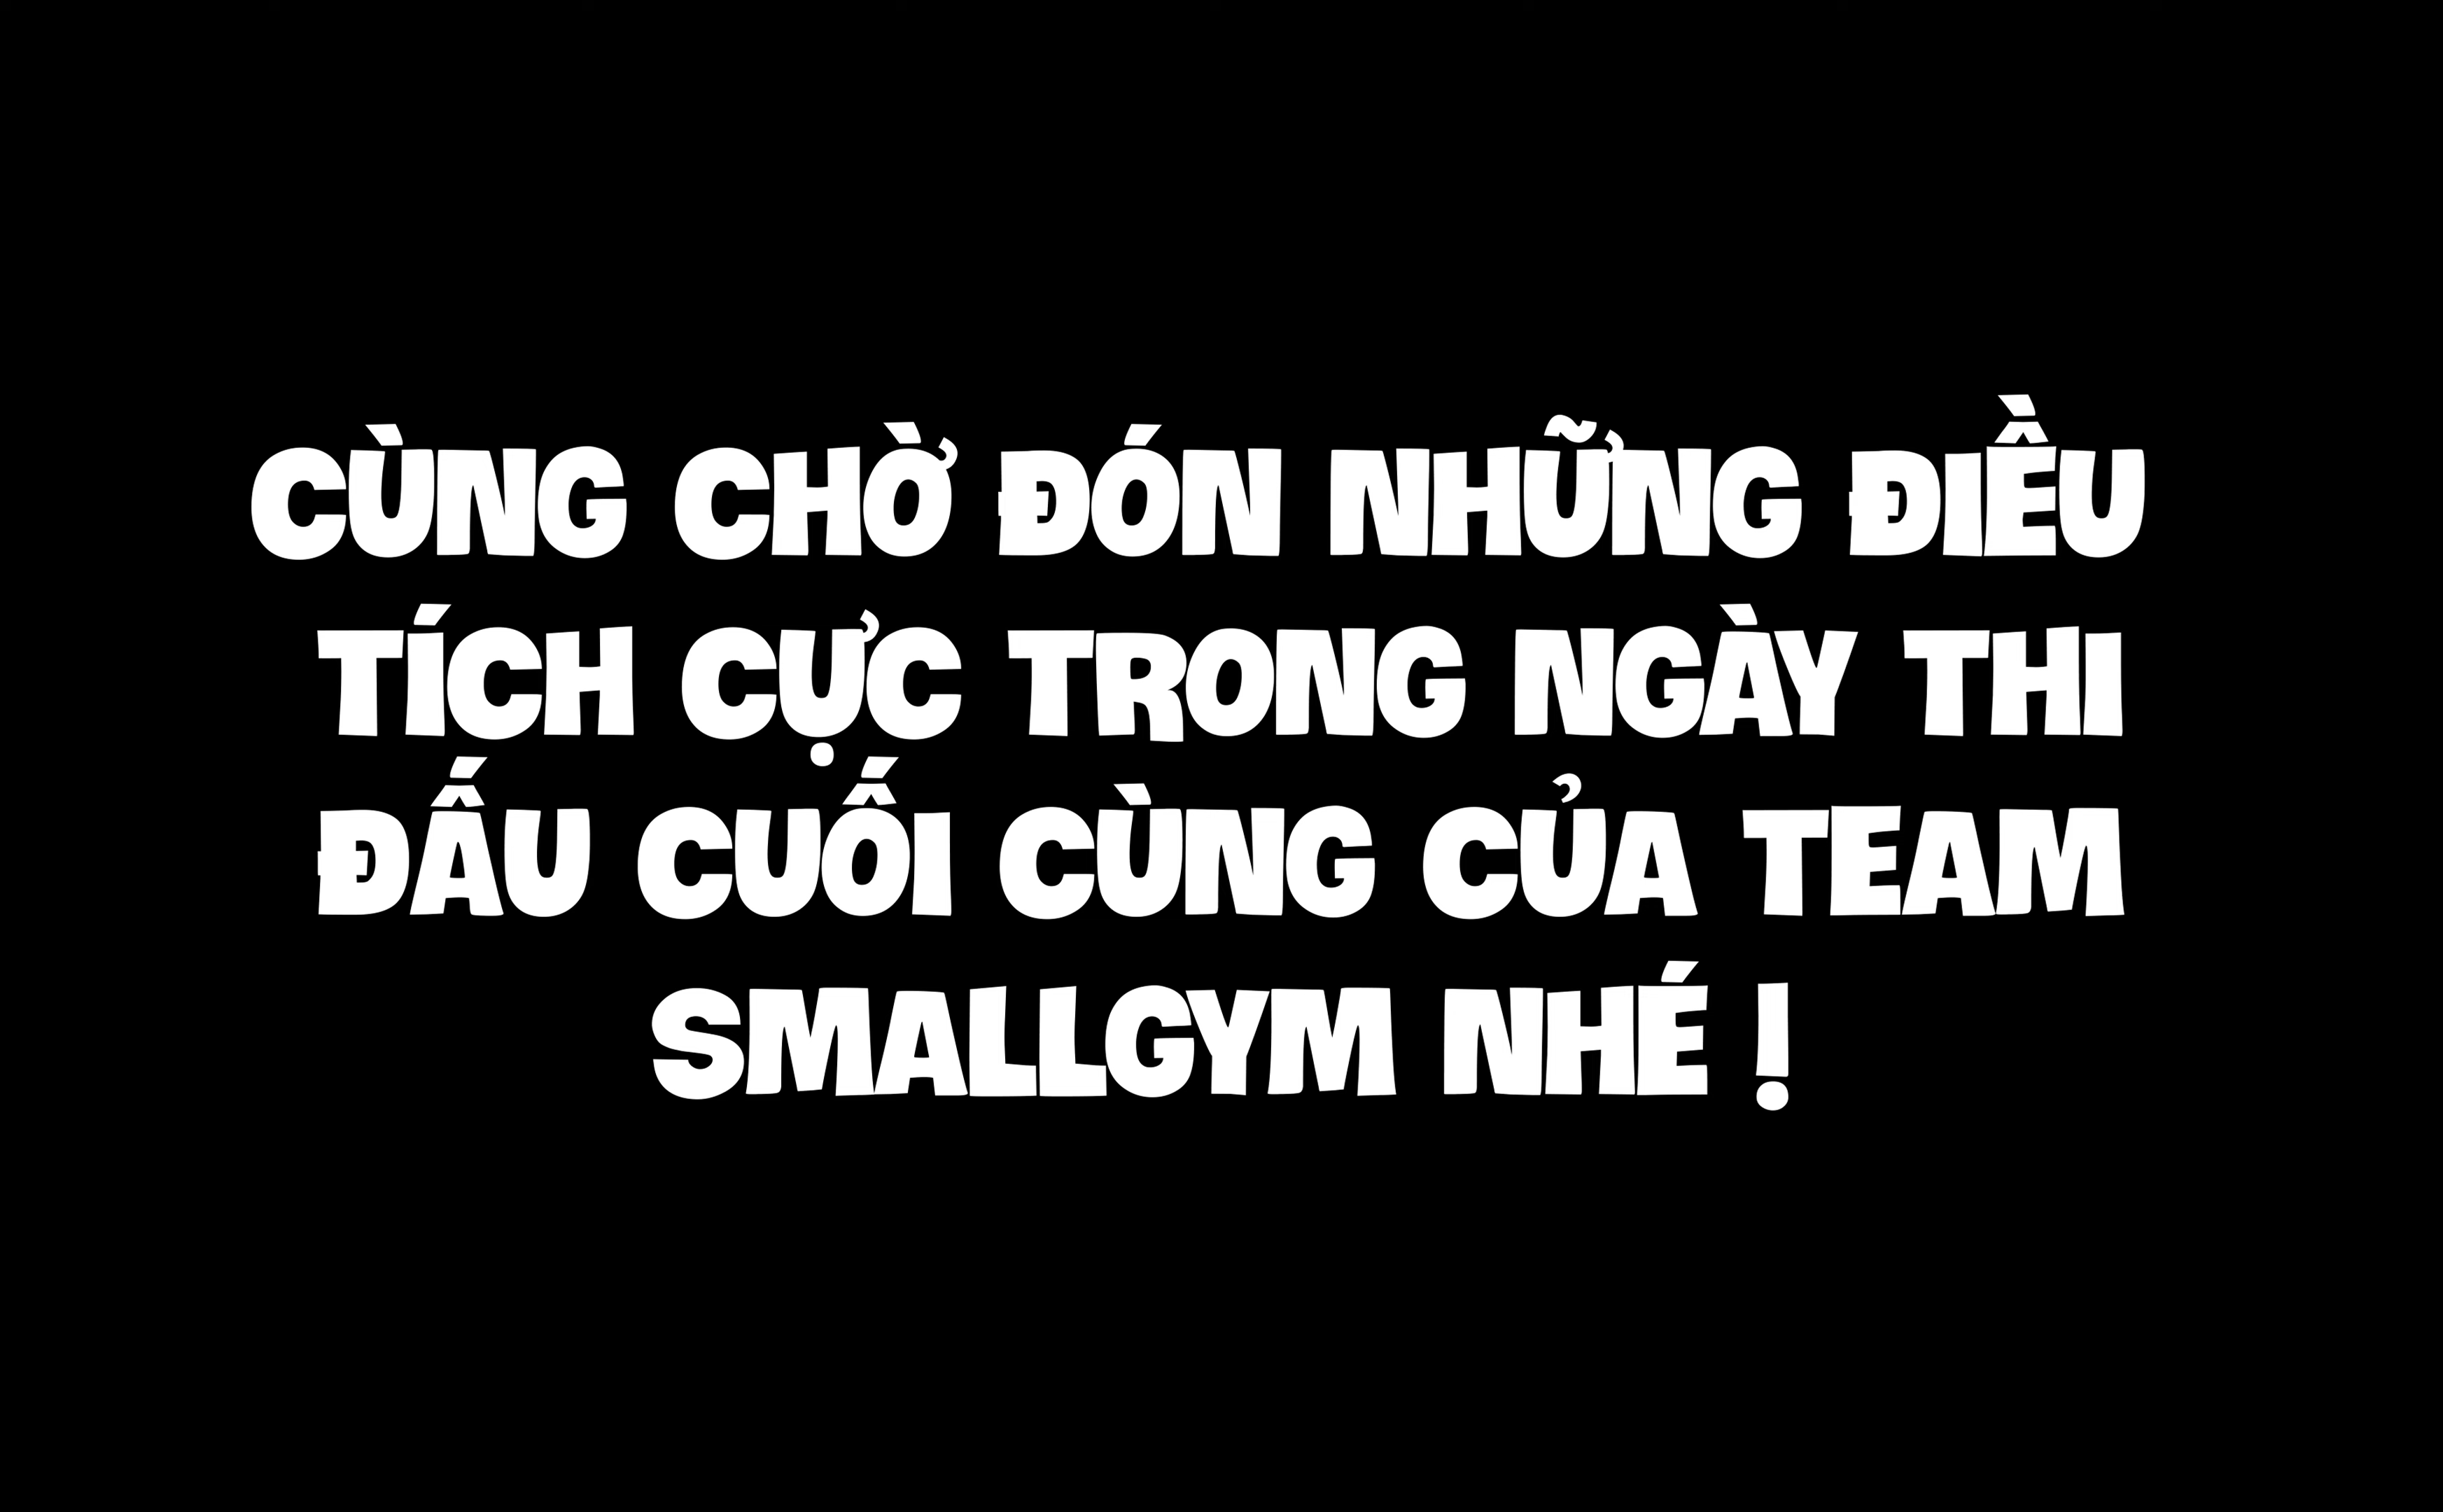 CÙNG CHỜ ĐÓN NHỮNG ĐIỀU
TÍCH CỰC TRONG NGÀY THI
ĐẤU CUỐI CÙNG CỦA TEAM
SMALLGYM NHÉ !